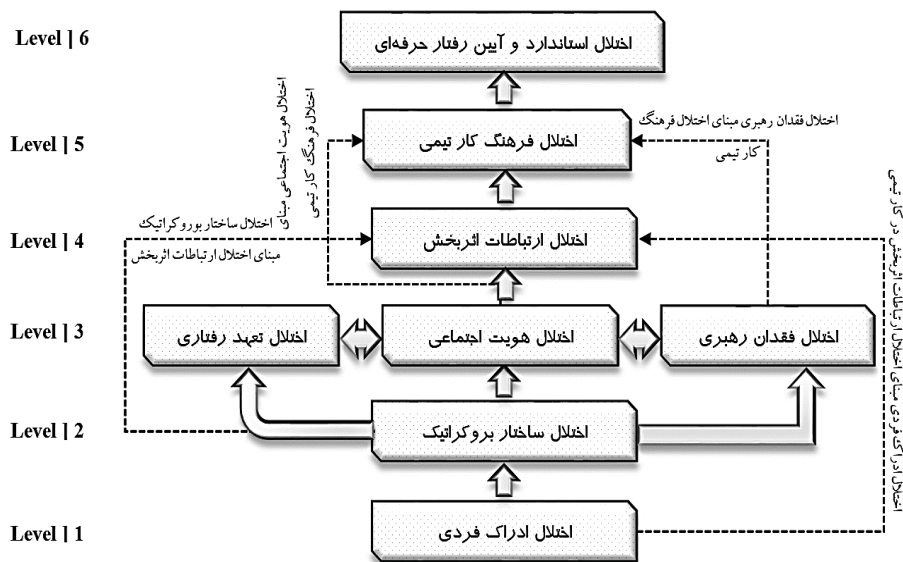 Level | 6
اختلال استاندارد و آیین رفتار حرفه‌ای
اختلال هویت اجتماعی مبنای
اختلال فرهنگ کار تیمی
اختلال فقدان رهبری مبنای اختلال فرهنگ
کار تیمی
Level | 5
اختلال فرهنگ کار تیمی
Level | 4
اختلال ارتباطات اثربخش
اختلال ساختار بوروکراتیک
مبنای اختلال ارتباطات اثربخش
اختلال ادراک فردی مبنای اختلال ارتباطات اثربخش در کار تیمی
Level | 3
اختلال فقدان رهبری
اختلال هویت اجتماعی
اختلال تعهد رفتاری
Level | 2
اختلال ساختار بروکراتیک
Level | 1
اختلال ادراک فردی